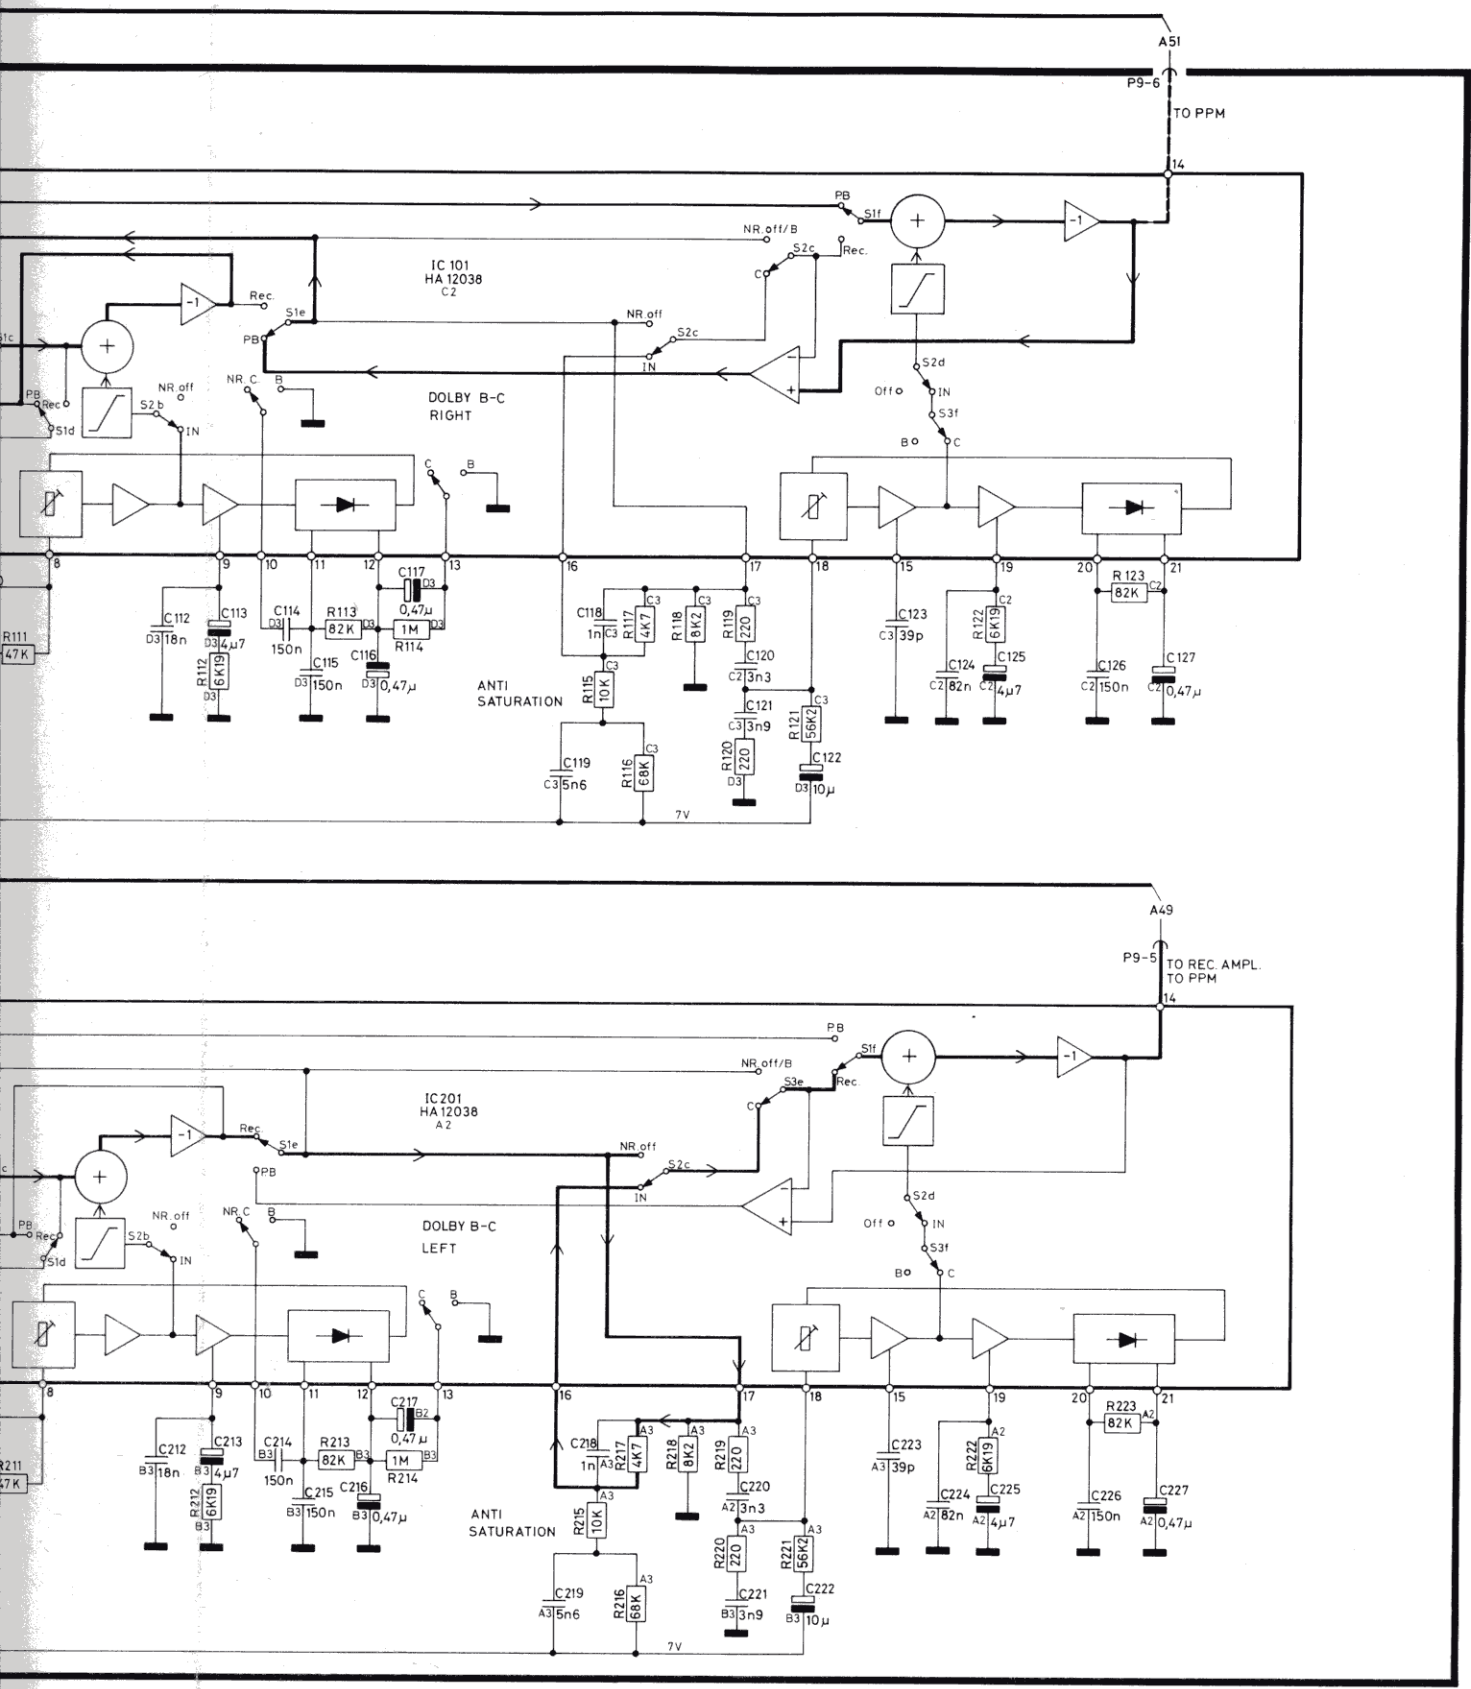 A51
P9-6
TO PPM
14
PB
S1f
+
-1
NR.off/B
S2c
Rec.
C
IC 101
HA 12038
C2
-1
Rec.
S1e
PB
NR.off
S2c
IN
S1c
+
−
+
S2d
Off
IN
S3f
B
C
NR.C
B
DOLBY B-C
RIGHT
NR.off
PB
Rec
S2b
IN
S1d
C
B
8
9
10
11
12
13
16
17
18
15
19
20
21
R111
47K
C112
D3 18n
C113
D3 4µ7
R112
6K19
D3
C114
D3
150n
R113
82K
D3
C115
D3 150n
C116
D3 0,47µ
C117
D3
0,47µ
1M
D3
R114
ANTI
SATURATION
C118
1n
C3
R117
4K7
C3
R118
8K2
C3
R119
220
C3
C120
C2 3n3
C121
C3 3n9
R120
220
D3
R115
10K
C3
C119
C3 5n6
R116
68K
C3
R121
56K2
C3
C122
D3 10µ
7V
C123
C3 39p
R122
6K19
C2
C124
C2 82n
C125
C2 4µ7
R 123
82K
C2
C126
C2 150n
C127
C2 0,47µ
A49
P9-5
TO REC. AMPL.
TO PPM
14
PB
S1f
+
-1
NR.off/B
S3e
Rec.
C
IC201
HA12038
A2
-1
Rec.
S1e
PB
NR.off
S2c
IN
c
+
−
+
S2d
Off
IN
S3f
B
C
NR.C
B
DOLBY B-C
LEFT
NR.off
PB
Rec
S2b
IN
S1d
C
B
8
9
10
11
12
13
16
17
18
15
19
20
21
R211
47K
C212
B3 18n
C213
B3 4µ7
R212
6K19
B3
C214
B3
150n
R213
82K
B3
C215
B3 150n
C216
B3 0,47µ
C217
B2
0,47µ
1M
B3
R214
ANTI
SATURATION
C218
1n
A3
R217
4K7
A3
R218
8K2
A3
R219
220
A3
C220
A2 3n3
R220
220
A3
C221
B3 3n9
R215
10K
A3
C219
A3 5n6
R216
68K
A3
R221
56K2
A3
C222
B3 10µ
7V
C223
A3 39p
R222
6K19
A2
C224
A2 82n
C225
A2 4µ7
R223
82K
A2
C226
A2 150n
C227
A2 0,47µ